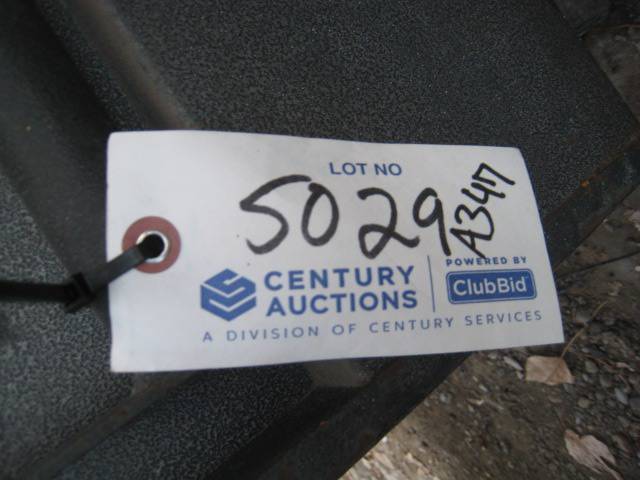 LOT NO
5029 A347
CENTURY AUCTIONS
POWERED BY
ClubBid
A DIVISION OF CENTURY SERVICES